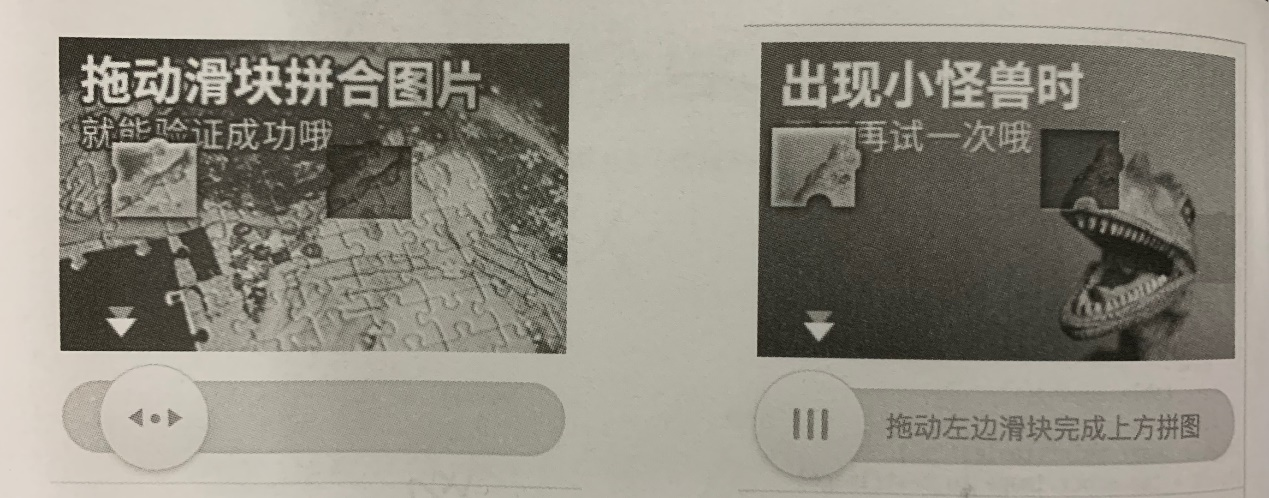 拖动滑块拼合图片
就能验证成功哦
出现小怪兽时
再试一次哦
拖动左边滑块完成上方拼图